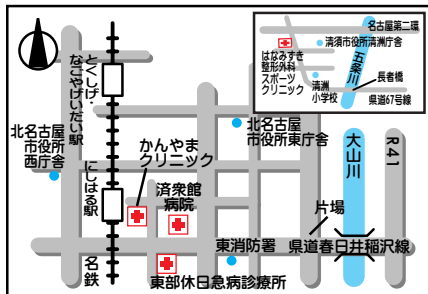 名古屋第二環
清須市役所清洲庁舎
はなみずき
整形外科
スポーツ
クリニック
五条川
清洲
小学校
長者橋
県道67号線
とくしげ・
なごやげいだい駅
北名古屋
市役所
西庁舎
にしはる駅
名鉄
かんやま
クリニック
済衆館
病院
北名古屋
市役所東庁舎
大山川
R41
片場
東消防署
県道春日井稲沢線
東部休日急病診療所